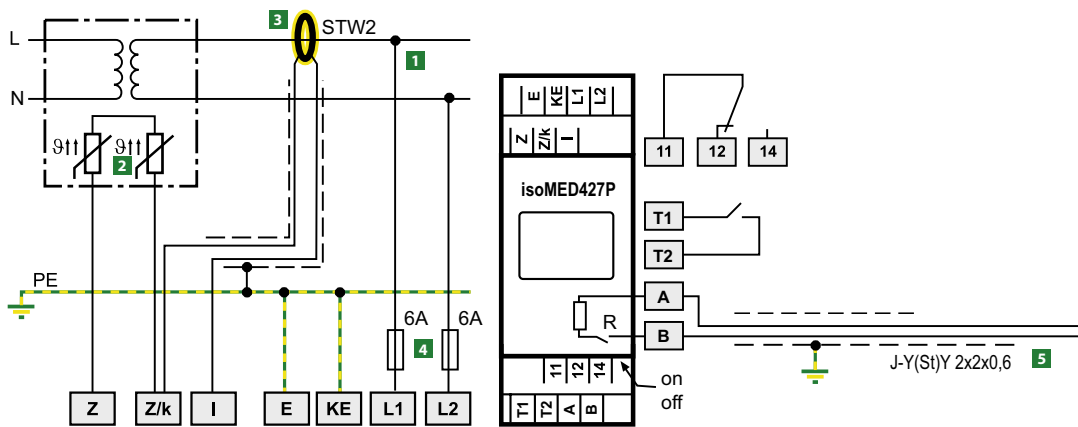 L
N
3
STW2
1
ϑ↑↑
ϑ↑↑
2
PE
6A
6A
4
Z
Z/k
I
E
KE
L1
L2
E
KE
L1
L2
Z
Z/k
I
isoMED427P
R
11
12
14
T1
T2
A
B
11
12
14
T1
T2
A
B
on
off
J-Y(St)Y 2x2x0,6
5